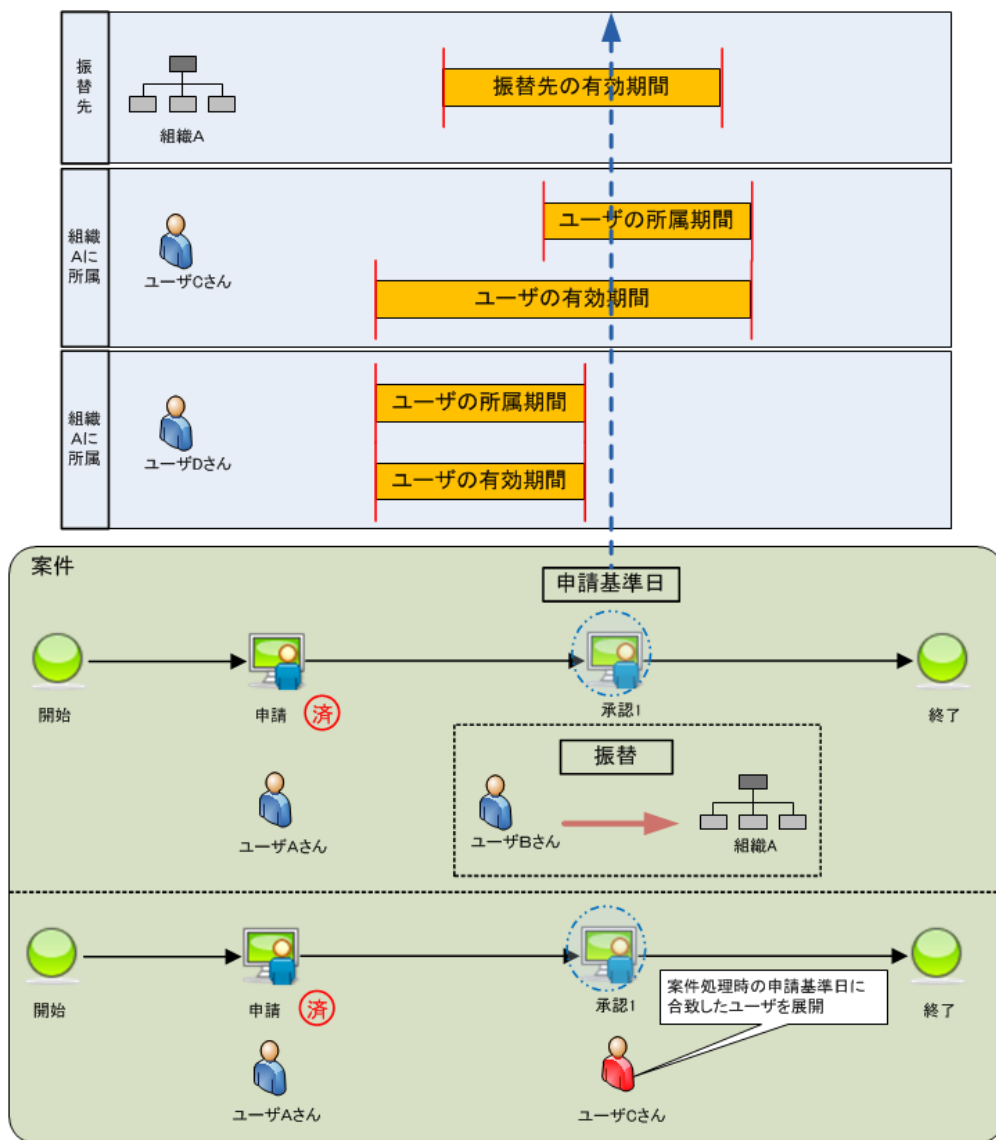 振替先
組織A
振替先の有効期間
組織Aに所属
ユーザCさん
ユーザの所属期間
ユーザの有効期間
組織Aに所属
ユーザDさん
ユーザの所属期間
ユーザの有効期間
案件
申請基準日
開始
申請
済
承認1
終了
振替
ユーザAさん
ユーザBさん
組織A
開始
申請
済
承認1
終了
案件処理時の申請基準日に
合致したユーザを展開
ユーザAさん
ユーザCさん